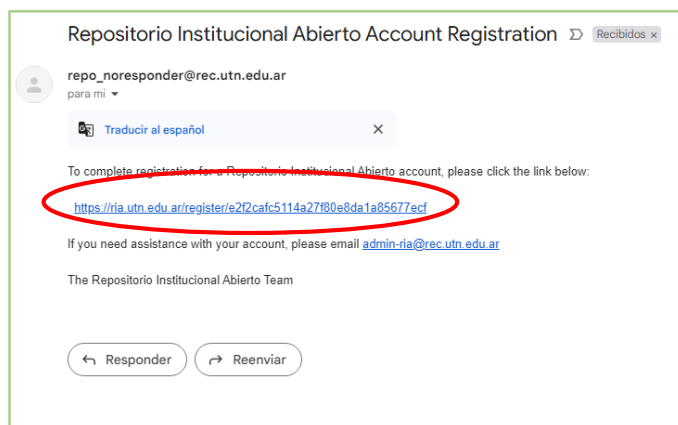 Repositorio Institucional Abierto Account Registration Recibidos ×
repo_noresponder@rec.utn.edu.ar
para mí
Traducir al español
To complete registration for a Repositorio Institucional Abierto account, please click the link below:
https://ria.utn.edu.ar/register/e2f2cafc5114a27f80e8da1a85677ecf
If you need assistance with your account, please email admin-ria@rec.utn.edu.ar
The Repositorio Institucional Abierto Team
Responder Reenviar